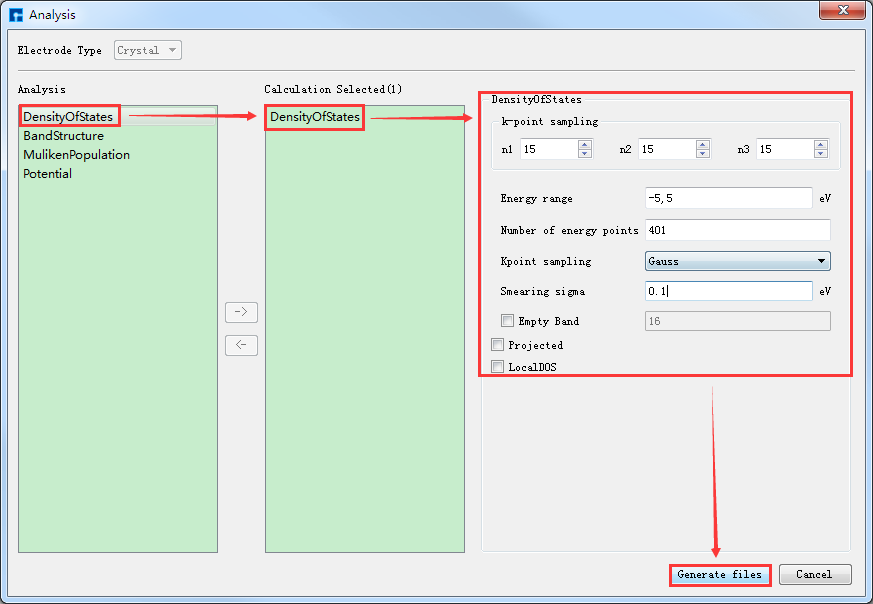 Analysis
Electrode Type Crystal
Analysis
DensityOfStates
BandStructure
MulikenPopulation
Potential
->
<-
Calculation Selected(1)
DensityOfStates
DensityOfStates
k-point sampling
n1 15 n2 15 n3 15
Energy range -5,5 eV
Number of energy points 401
Kpoint sampling Gauss
Smearing sigma 0.1 eV
Empty Band 16
Projected
LocalDOS
Generate files Cancel